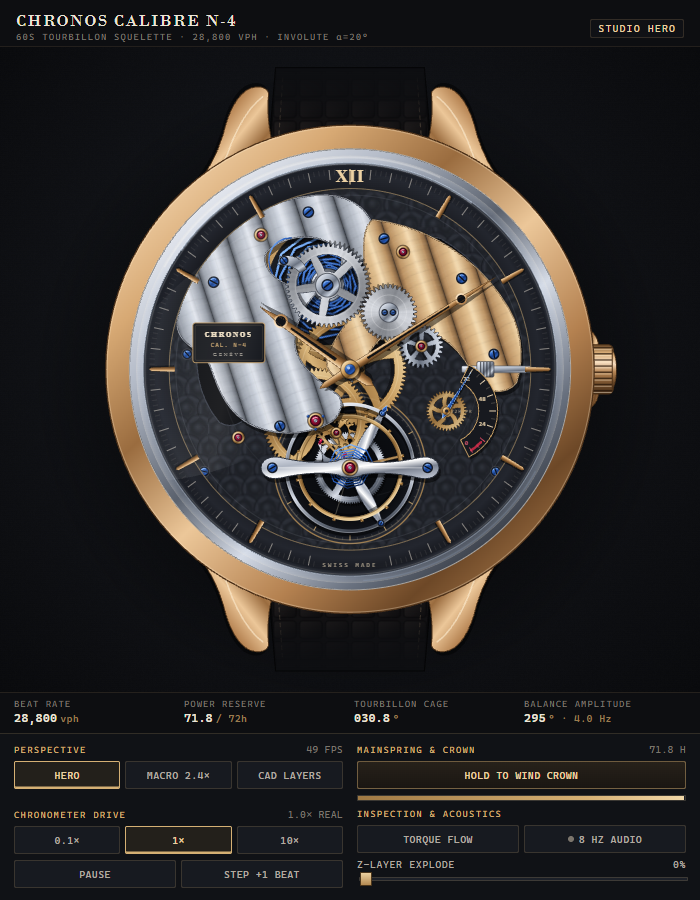 CHRONOS CALIBRE N-4
60S TOURBILLON SQUELETTE · 28,800 VPH · INVOLUTE α=20°
STUDIO HERO
XII
CHRONOS
CAL. N-4
GENÈVE
48
24
0
SWISS MADE
BEAT RATE
28,800 vph
POWER RESERVE
71.8 / 72h
TOURBILLON CAGE
030.8 °
BALANCE AMPLITUDE
295 ° · 4.0 Hz
PERSPECTIVE
49 FPS
HERO
MACRO 2.4×
CAD LAYERS
MAINSPRING & CROWN
71.8 H
HOLD TO WIND CROWN
CHRONOMETER DRIVE
1.0× REAL
0.1×
1×
10×
PAUSE
STEP +1 BEAT
INSPECTION & ACOUSTICS
TORQUE FLOW
8 HZ AUDIO
Z-LAYER EXPLODE
0%